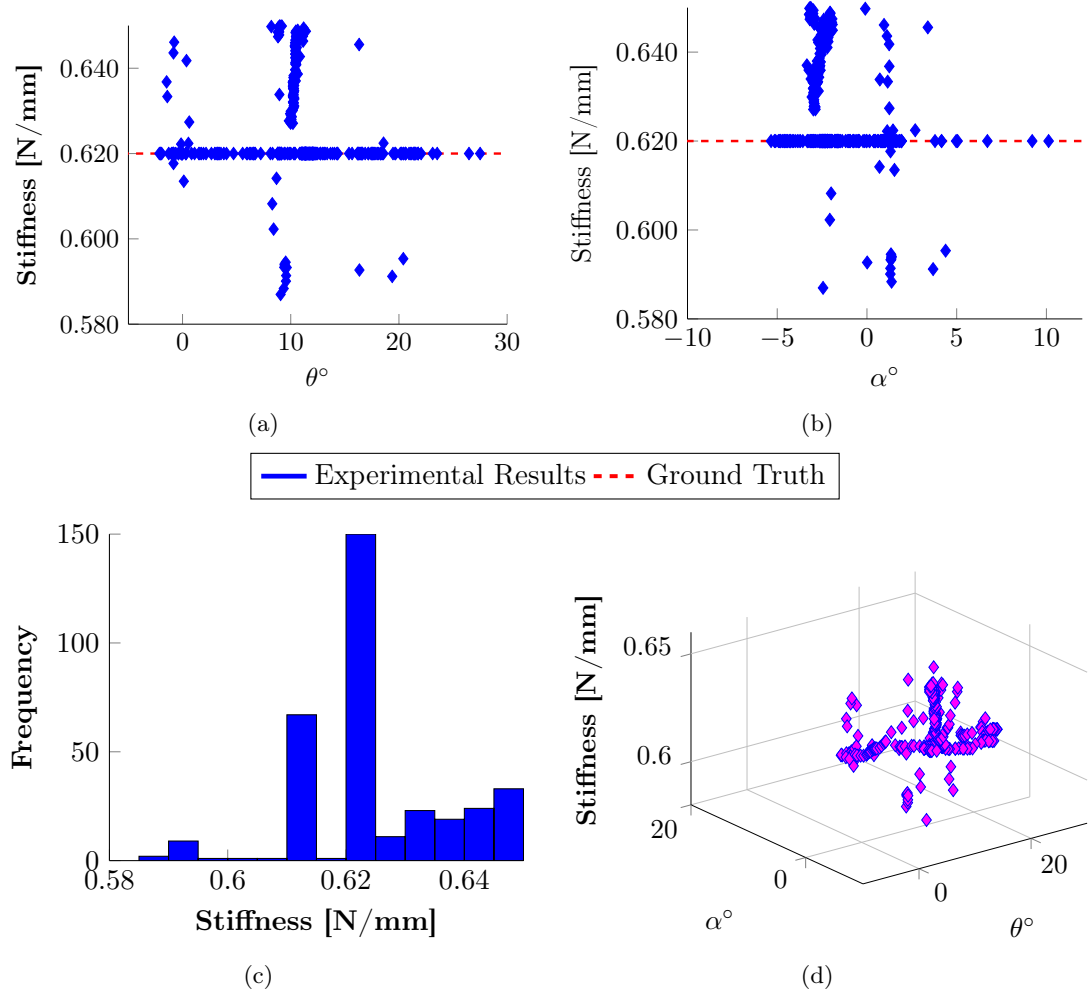 0.640
0.620
0.600
0.580
Stiffness [N/mm]
0
10
20
30
θ°
(a)
0.640
0.620
0.600
0.580
Stiffness [N/mm]
−10
−5
0
5
10
α°
(b)
Experimental Results
Ground Truth
150
100
50
0
Frequency
0.58
0.6
0.62
0.64
Stiffness [N/mm]
(c)
0.65
0.6
Stiffness [N/mm]
20
0
α°
0
20
θ°
(d)